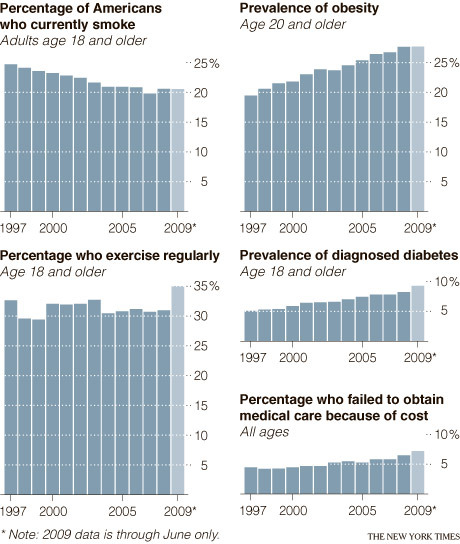 Percentage of Americans
who currently smoke
Adults age 18 and older
25%
20
15
10
5
1997 2000 2005 2009*
Prevalence of obesity
Age 20 and older
25%
20
15
10
5
1997 2000 2005 2009*
Percentage who exercise regularly
Age 18 and older
35%
30
25
20
15
10
5
1997 2000 2005 2009*
Prevalence of diagnosed diabetes
Age 18 and older
10%
5
1997 2000 2005 2009*
Percentage who failed to obtain
medical care because of cost
All ages
10%
5
1997 2000 2005 2009*
* Note: 2009 data is through June only.
THE NEW YORK TIMES